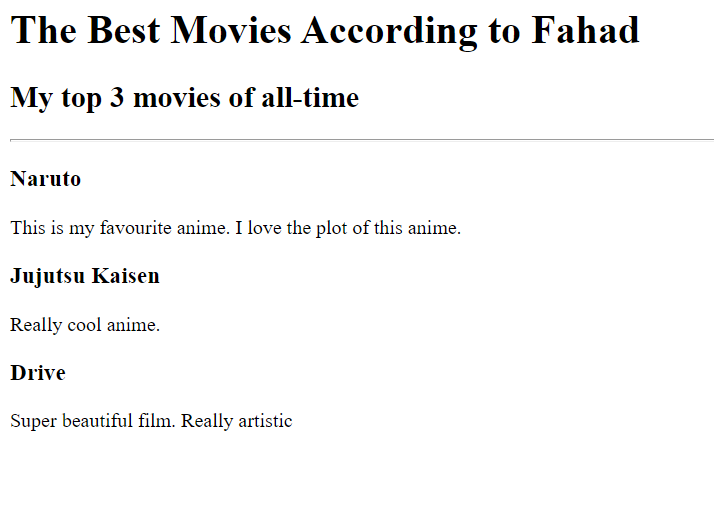 The Best Movies According to Fahad
My top 3 movies of all-time
Naruto
This is my favourite anime. I love the plot of this anime.
Jujutsu Kaisen
Really cool anime.
Drive
Super beautiful film. Really artistic